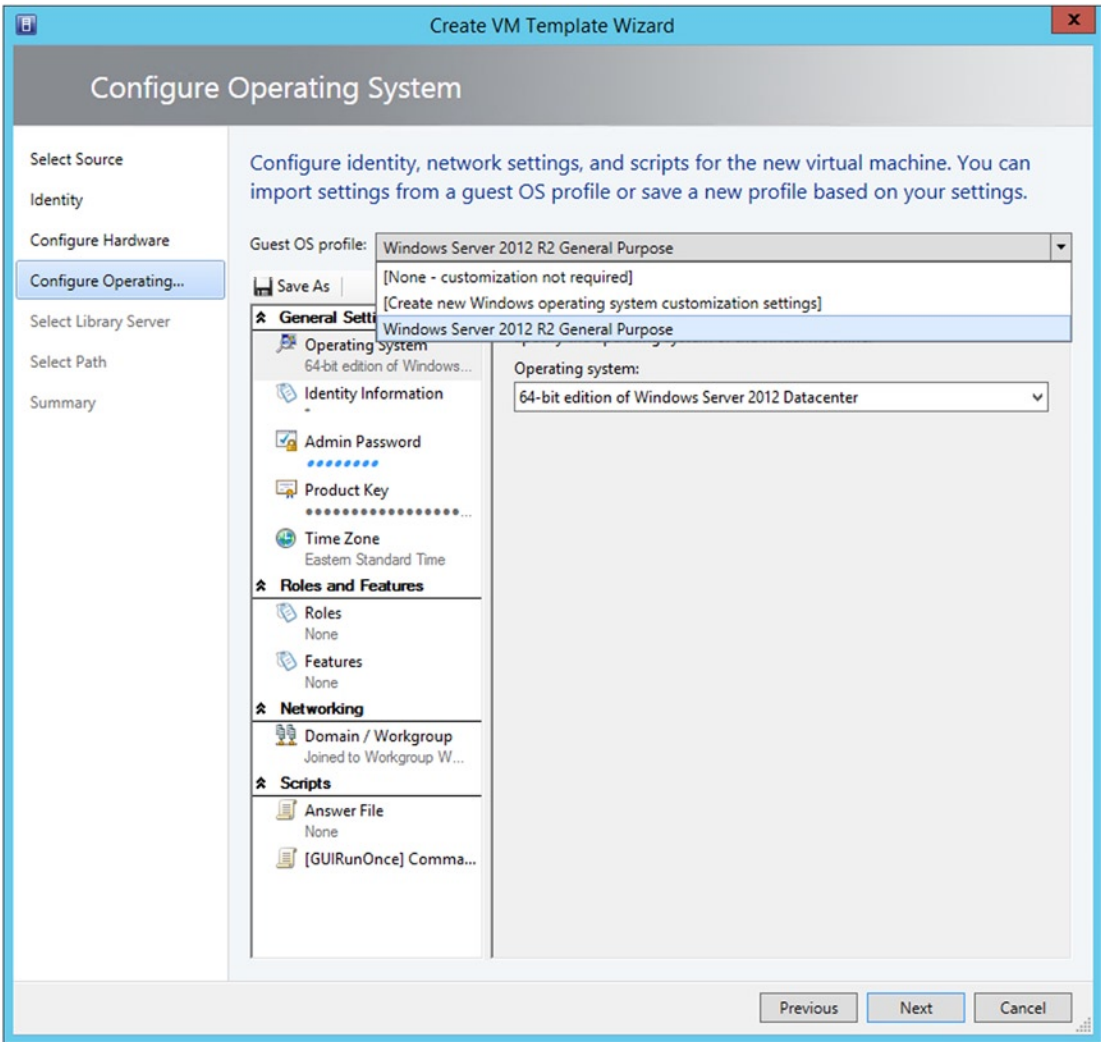 Create VM Template Wizard
x
Configure Operating System
Select Source
Identity
Configure Hardware
Configure Operating...
Select Library Server
Select Path
Summary
Configure identity, network settings, and scripts for the new virtual machine. You can
import settings from a guest OS profile or save a new profile based on your settings.
Guest OS profile: Windows Server 2012 R2 General Purpose
[None - customization not required]
[Create new Windows operating system customization settings]
Windows Server 2012 R2 General Purpose
Save As
General Setti
Operating System
64-bit edition of Windows...
Identity Information
-
Admin Password
Product Key
Time Zone
Eastern Standard Time
Roles and Features
Roles
None
Features
None
Networking
Domain / Workgroup
Joined to Workgroup W...
Scripts
Answer File
None
[GUIRunOnce] Comma...
Operating system:
64-bit edition of Windows Server 2012 Datacenter
Previous
Next
Cancel